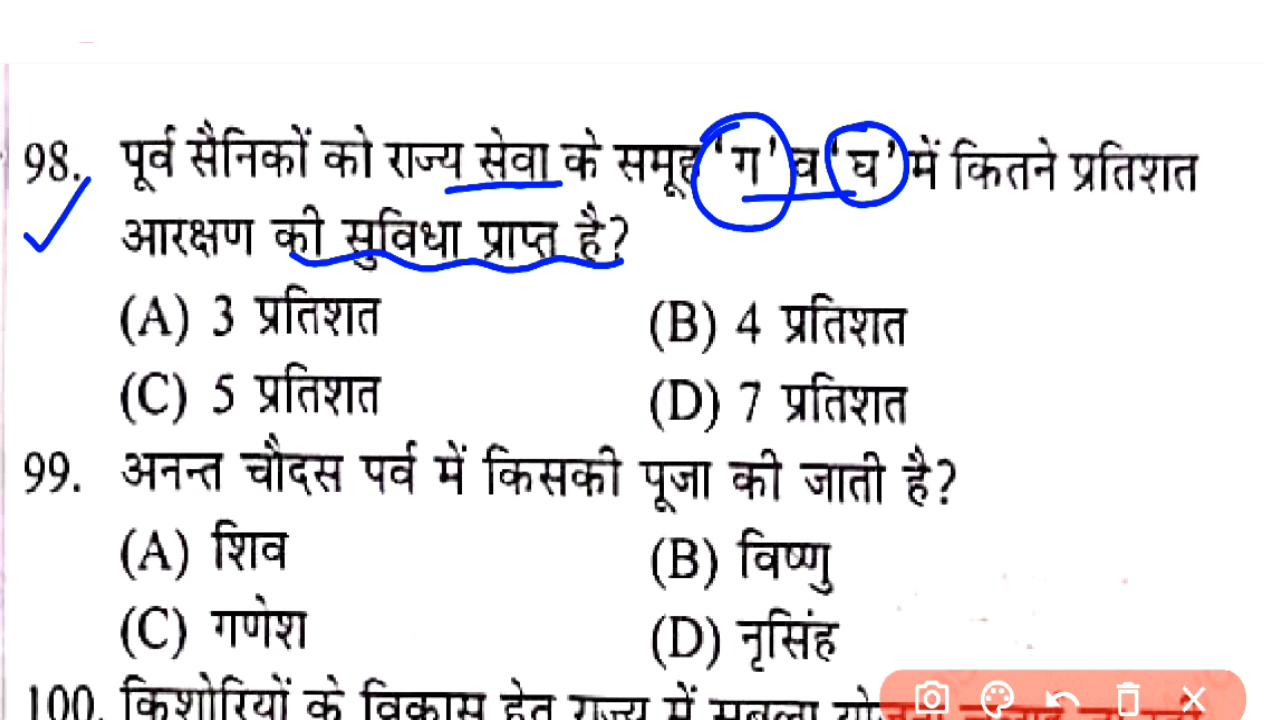 98. पूर्व सैनिकों को राज्य सेवा के समूह 'ग' व 'घ' में कितने प्रतिशत
आरक्षण की सुविधा प्राप्त है?
(A) 3 प्रतिशत (B) 4 प्रतिशत
(C) 5 प्रतिशत (D) 7 प्रतिशत
99. अनन्त चौदस पर्व में किसकी पूजा की जाती है?
(A) शिव (B) विष्णु
(C) गणेश (D) नृसिंह
100. किशोरियों के विकास हेतु राज्य में सबला